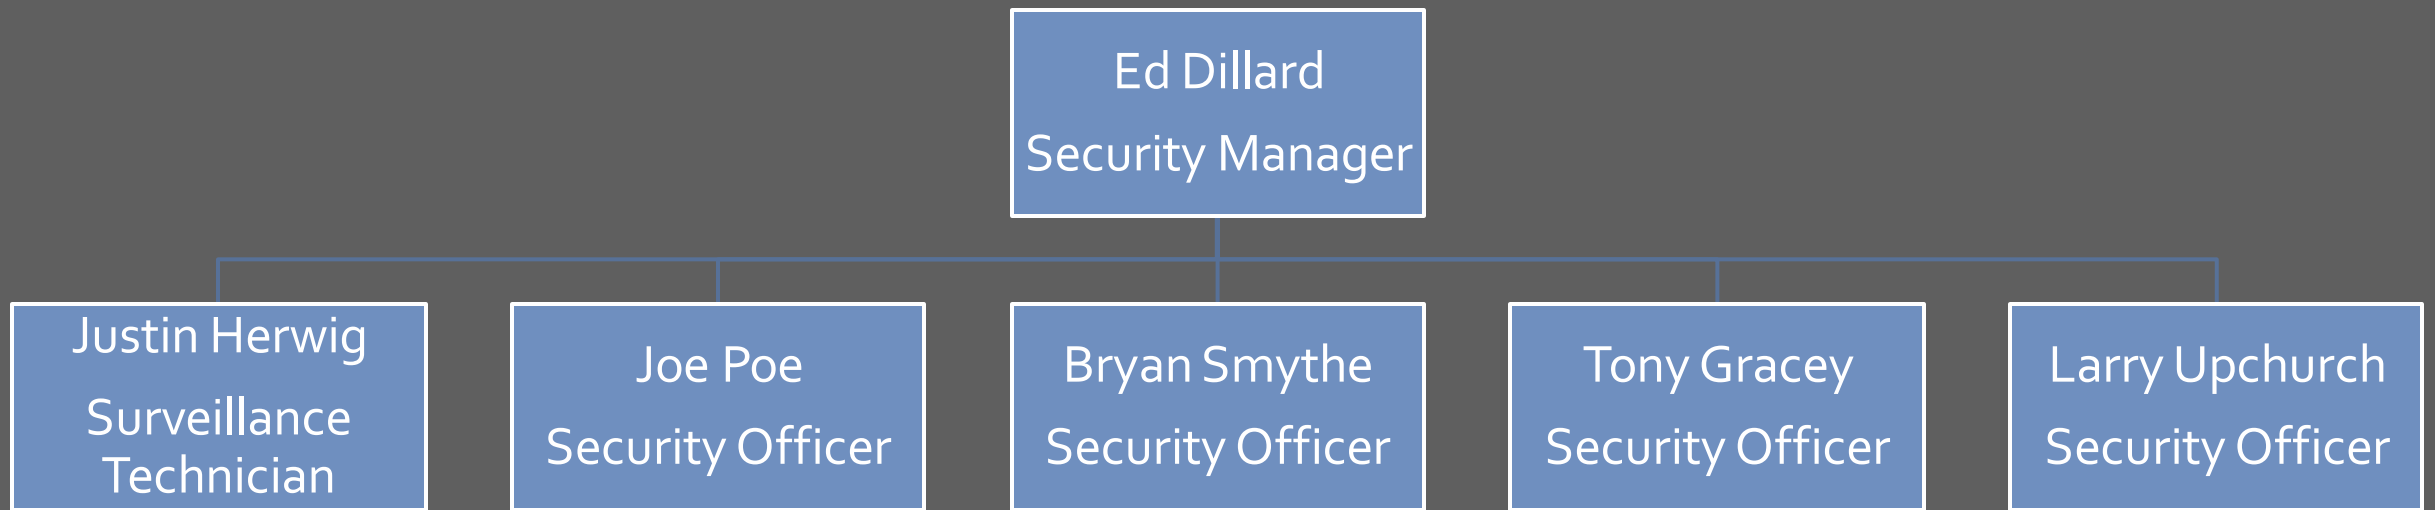 Ed Dillard
Security Manager
Justin Herwig
Surveillance
Technician
Joe Poe
Security Officer
Bryan Smythe
Security Officer
Tony Gracey
Security Officer
Larry Upchurch
Security Officer